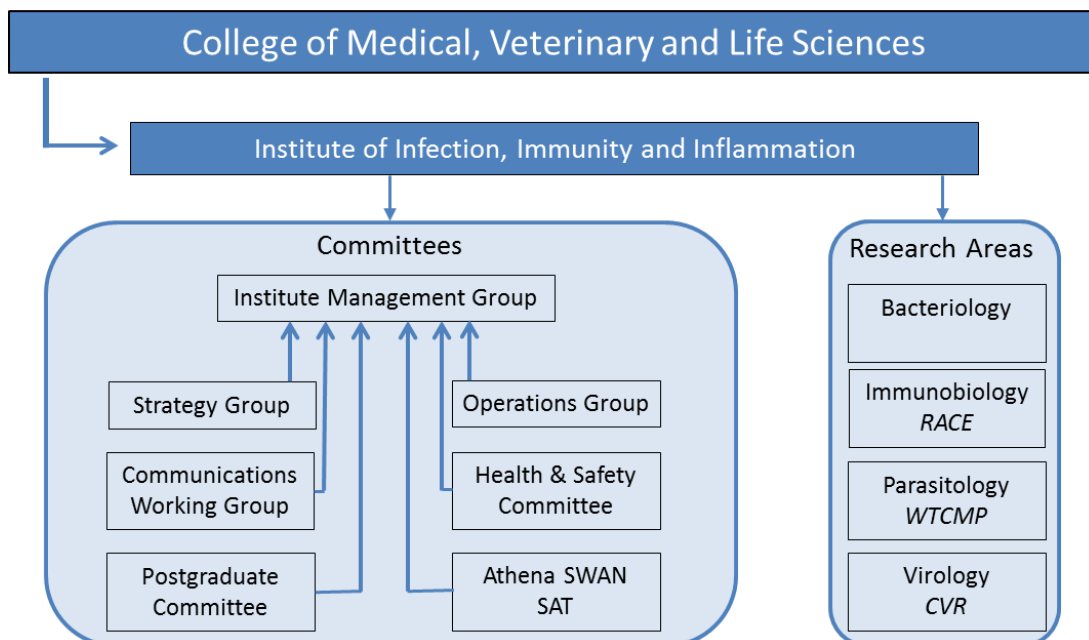 College of Medical, Veterinary and Life Sciences
Institute of Infection, Immunity and Inflammation
Committees
Institute Management Group
Strategy Group
Operations Group
Communications
Working Group
Health & Safety
Committee
Postgraduate
Committee
Athena SWAN
SAT
Research Areas
Bacteriology
Immunobiology
RACE
Parasitology
WTCMP
Virology
CVR